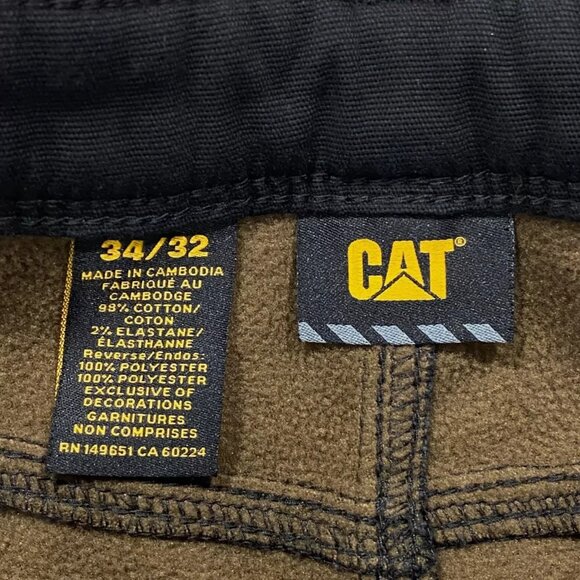 34/32
MADE IN CAMBODIA
FABRIQUÉ AU
CAMBODGE
98% COTTON/
COTON
2% ELASTANE/
ÉLASTHANNE
Reverse/Endos:
100% POLYESTER
100% POLYESTER
EXCLUSIVE OF
DECORATIONS
GARNITURES
NON COMPRISES
RN 149651 CA 60224
CAT®